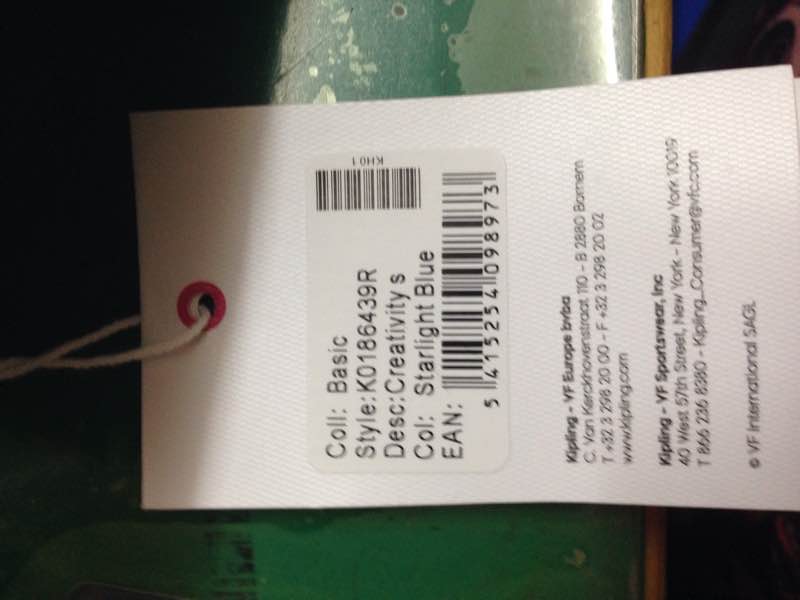 KH01
Coll: Basic
Style:K0186439R
Desc:Creativity s
Col: Starlight Blue
EAN:
5 415254 098973
Kipling - VF Europe bvba
C. Van Kerckhovenstraat 110 - B 2880 Bornem
T +32 3 298 20 00 - F +32 3 298 20 02
www.kipling.com
Kipling - VF Sportswear, Inc
40 West 57th Street, New York - New York 10019
T 866 236 8380 - Kipling_Consumer@vfc.com
© VF International SAGL